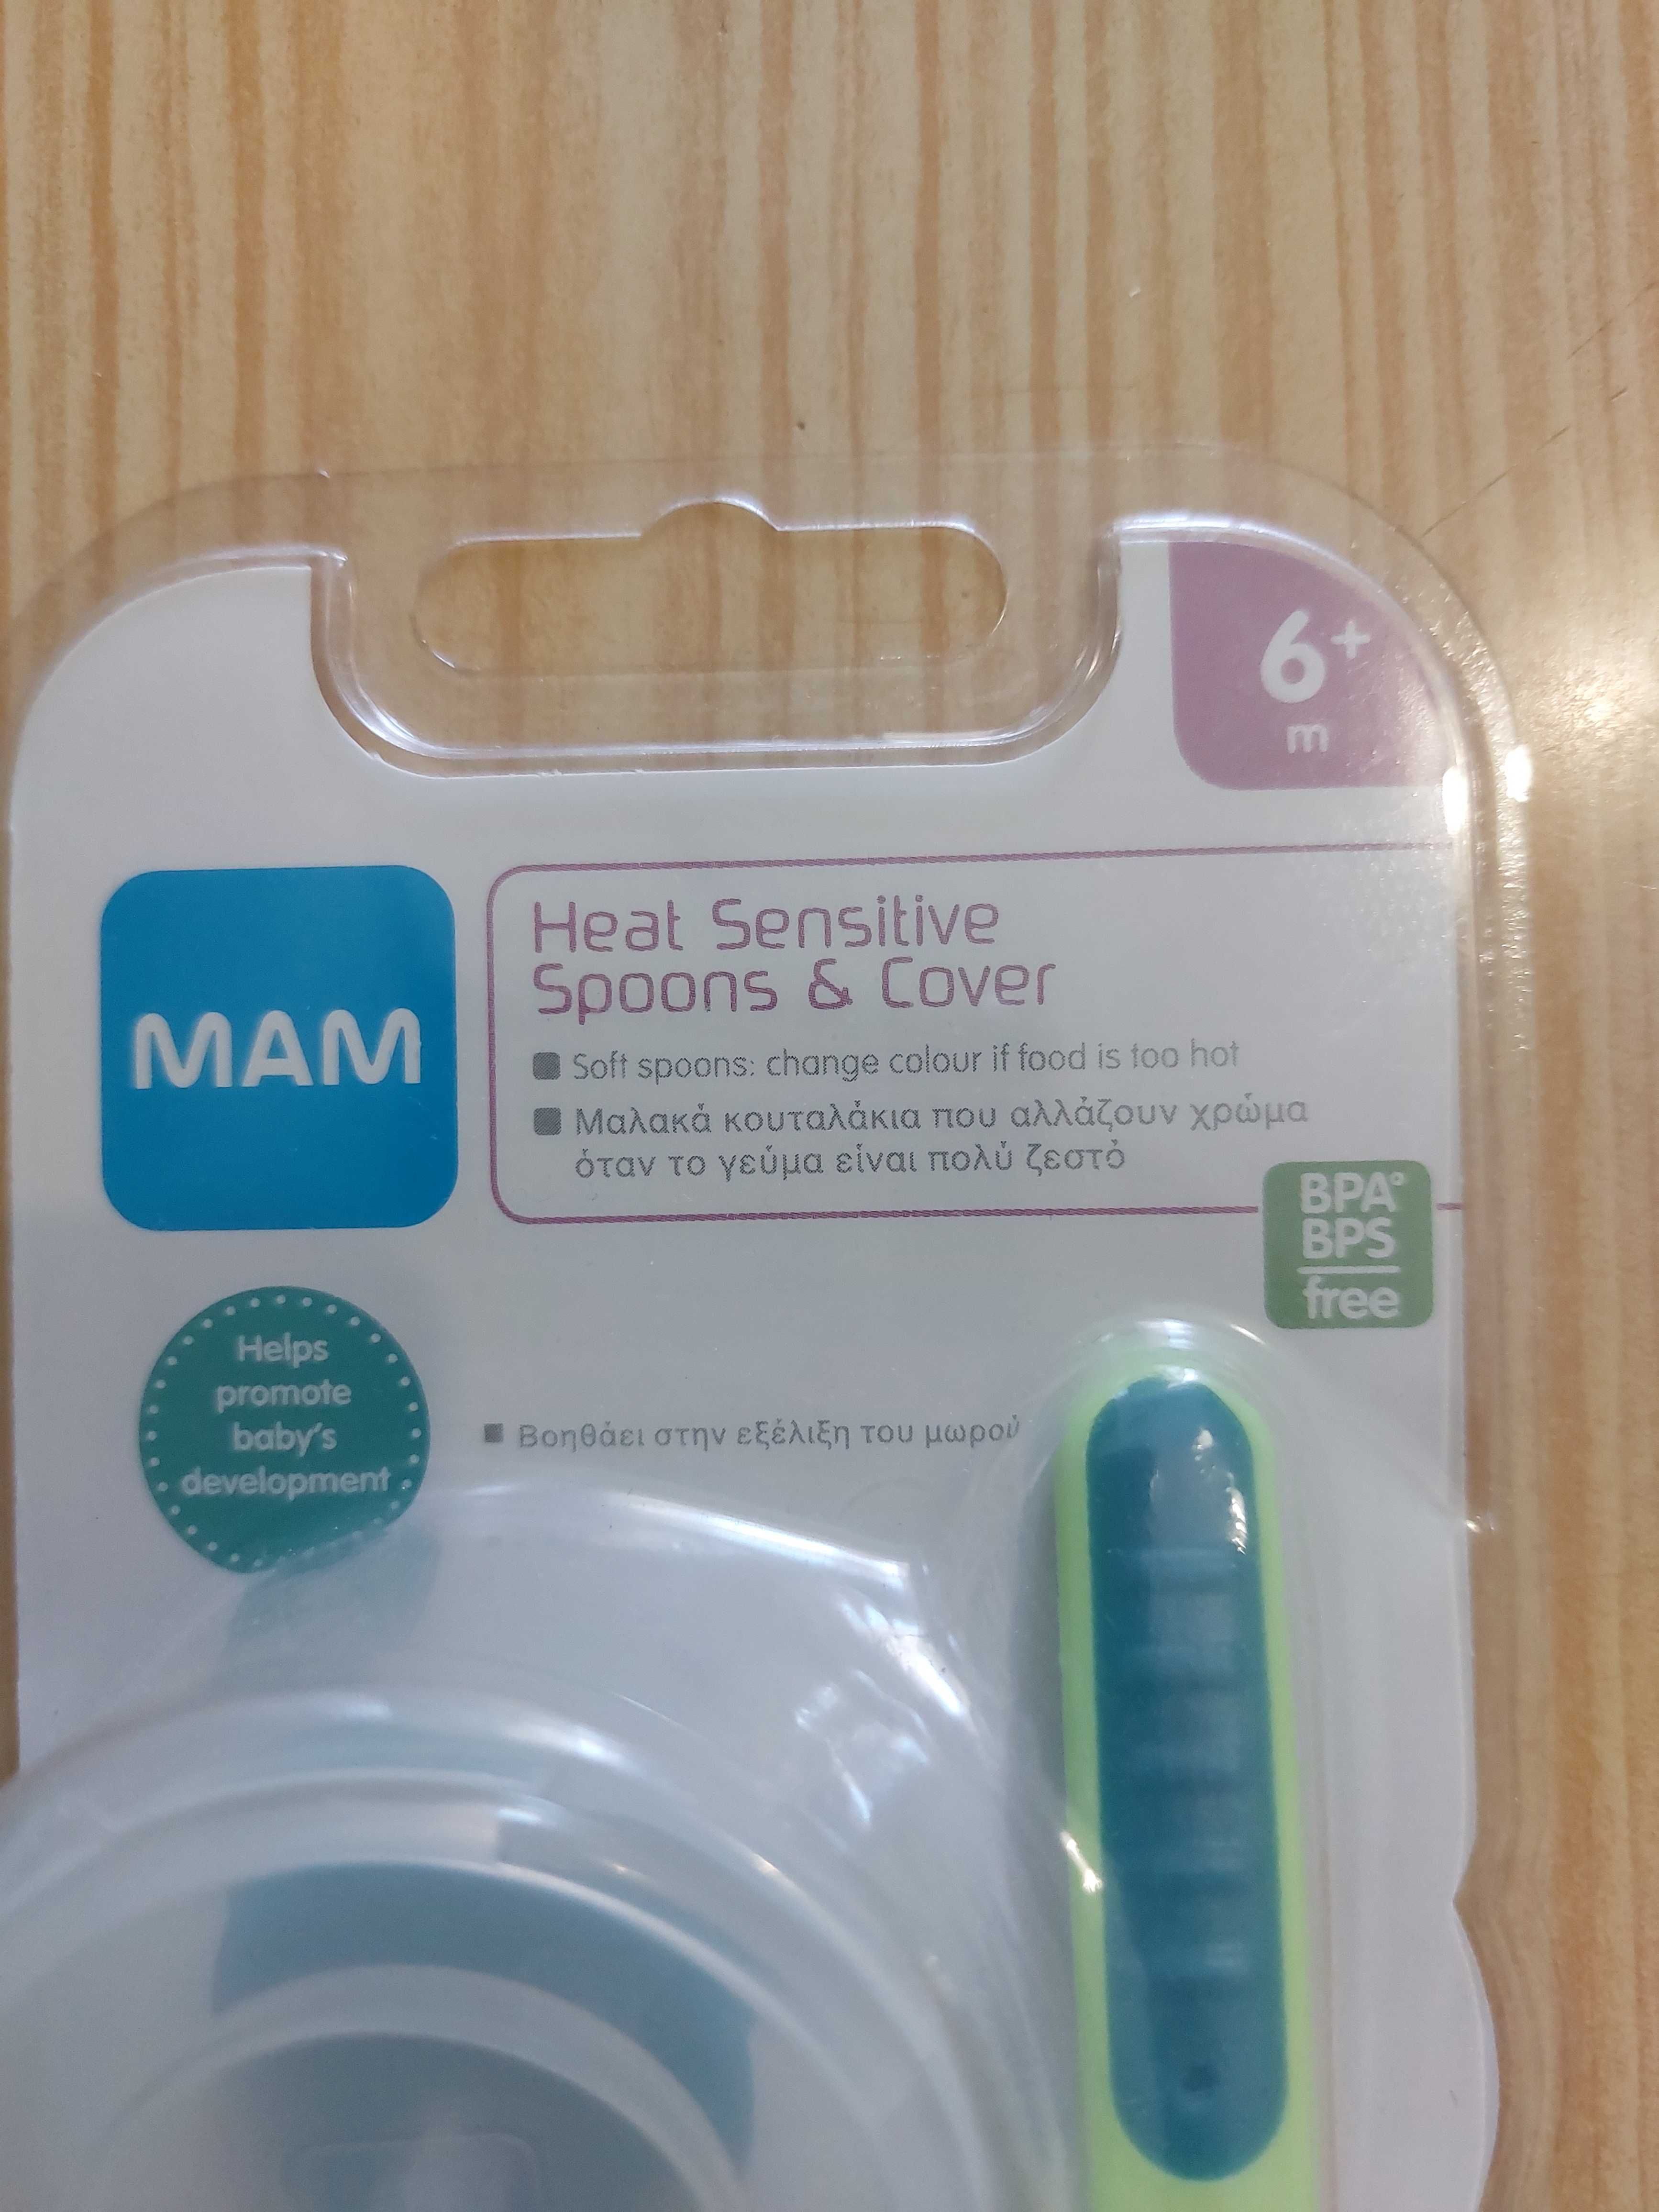 6+
m
MAM
Heat Sensitive
Spoons & Cover
Soft spoons: change colour if food is too hot
Μαλακά κουταλάκια που αλλάζουν χρώμα
όταν το γεύμα είναι πολύ ζεστό
BPA°
BPS
free
Helps
promote
baby's
development
Βοηθάει στην εξέλιξη του μωρού